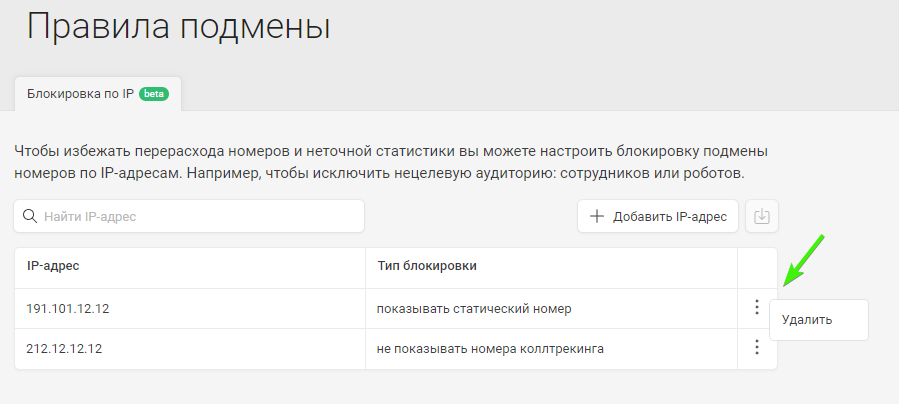 Правила подмены
Блокировка по IP beta
Чтобы избежать перерасхода номеров и неточной статистики вы можете настроить блокировку подмены
номеров по IP-адресам. Например, чтобы исключить нецелевую аудиторию: сотрудников или роботов.
Найти IP-адрес
Добавить IP-адрес
IP-адрес Тип блокировки
191.101.12.12 показывать статический номер
Удалить
212.12.12.12 не показывать номера коллтрекинга